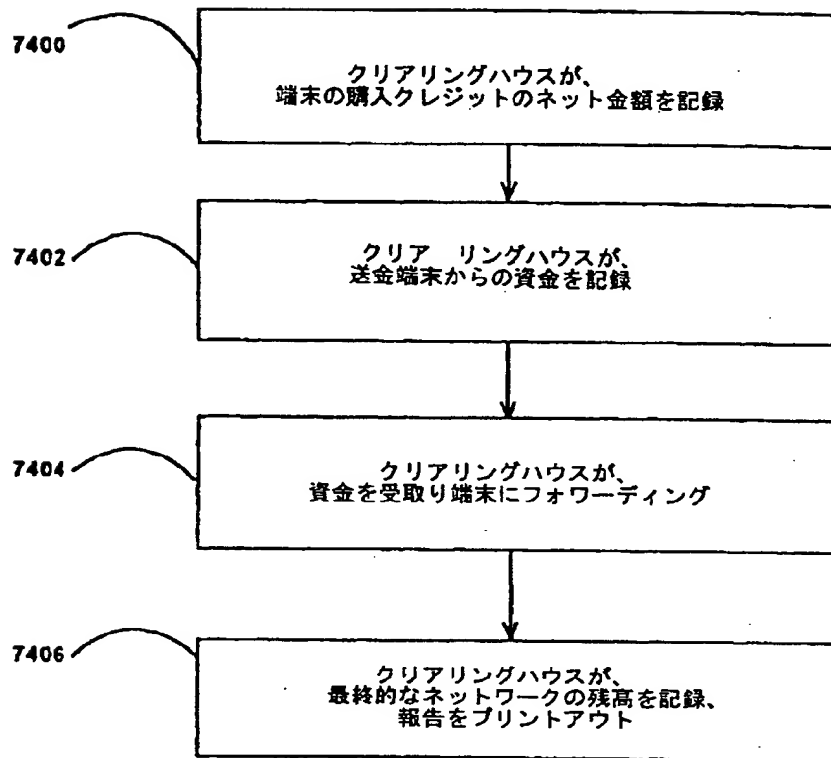 7400
クリアリングハウスが、
端末の購入クレジットのネット金額を記録
7402
クリア　リングハウスが、
送金端末からの資金を記録
7404
クリアリングハウスが、
資金を受取り端末にフォワーディング
7406
クリアリングハウスが、
最終的なネットワークの残高を記録、
報告をプリントアウト